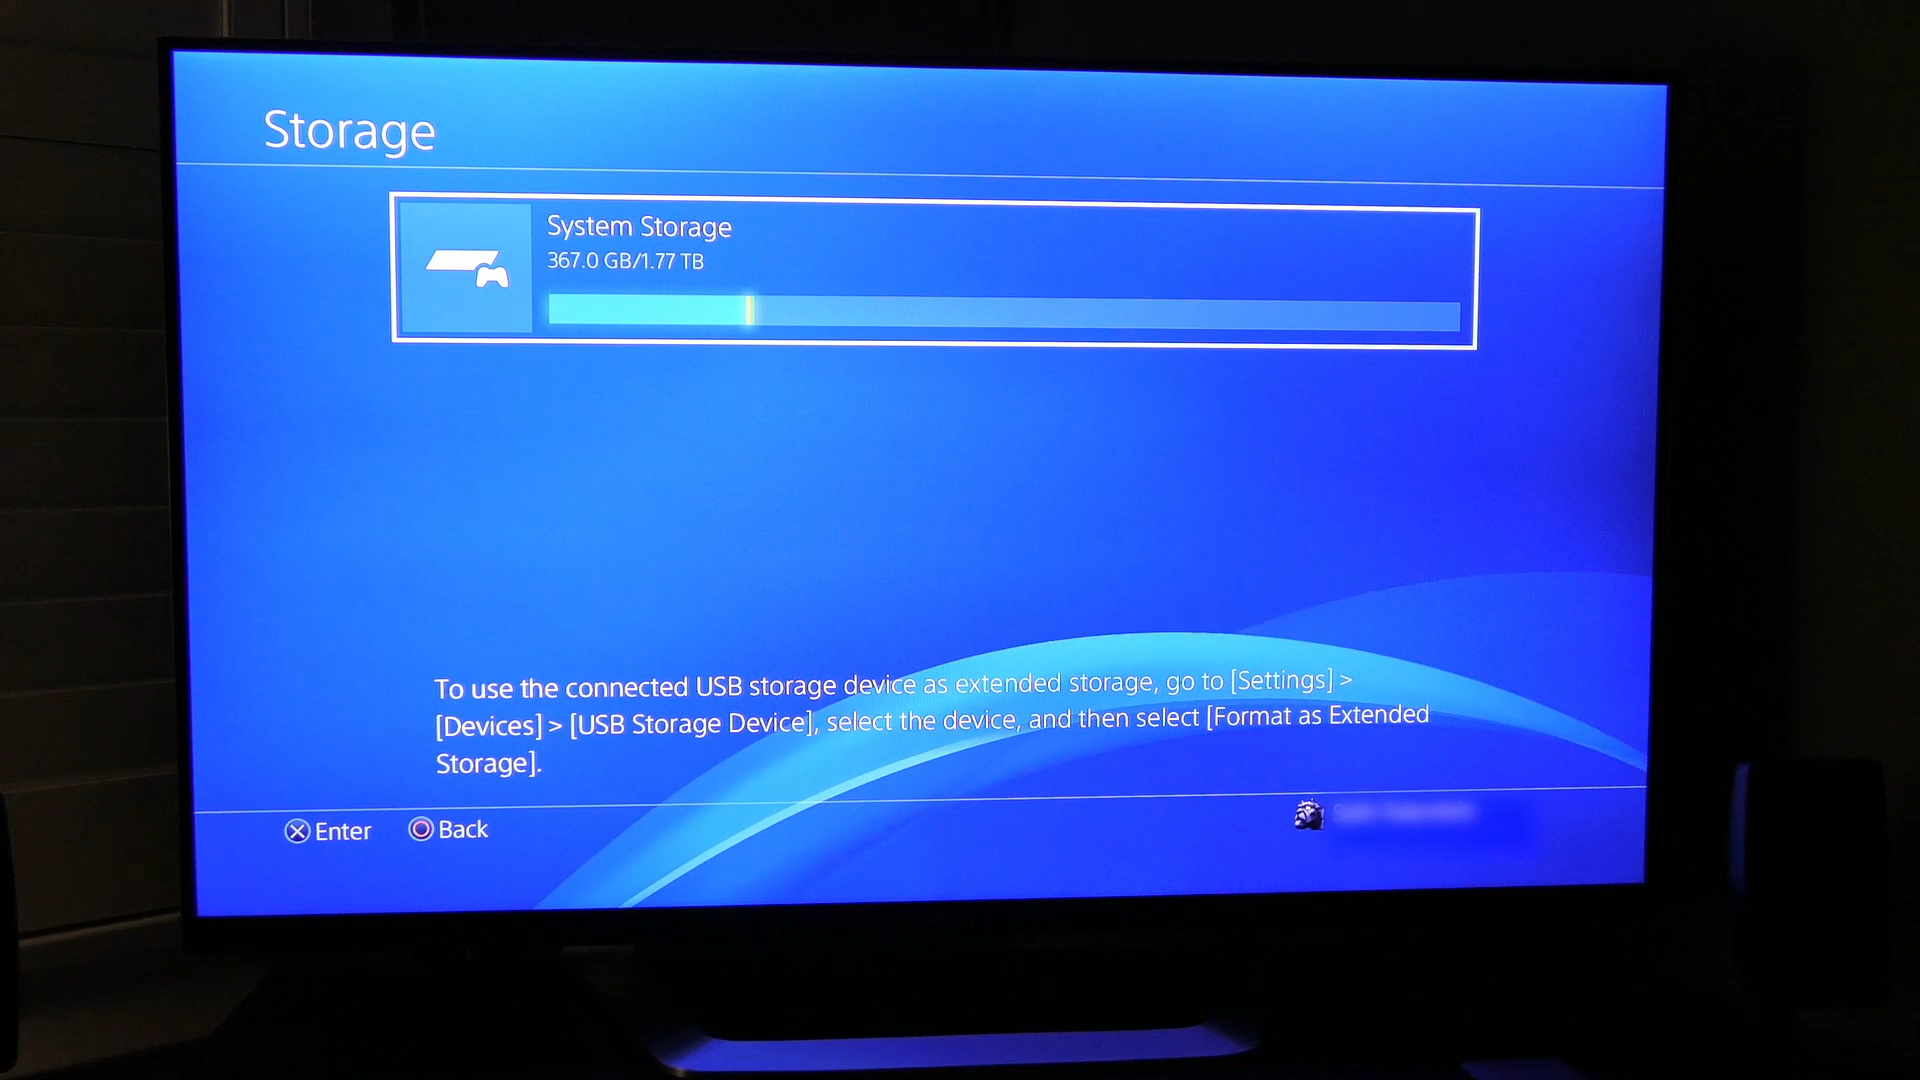 Storage
System Storage
367.0 GB/1.77 TB
To use the connected USB storage device as extended storage, go to [Settings] >
[Devices] > [USB Storage Device], select the device, and then select [Format as Extended
Storage].
Enter Back